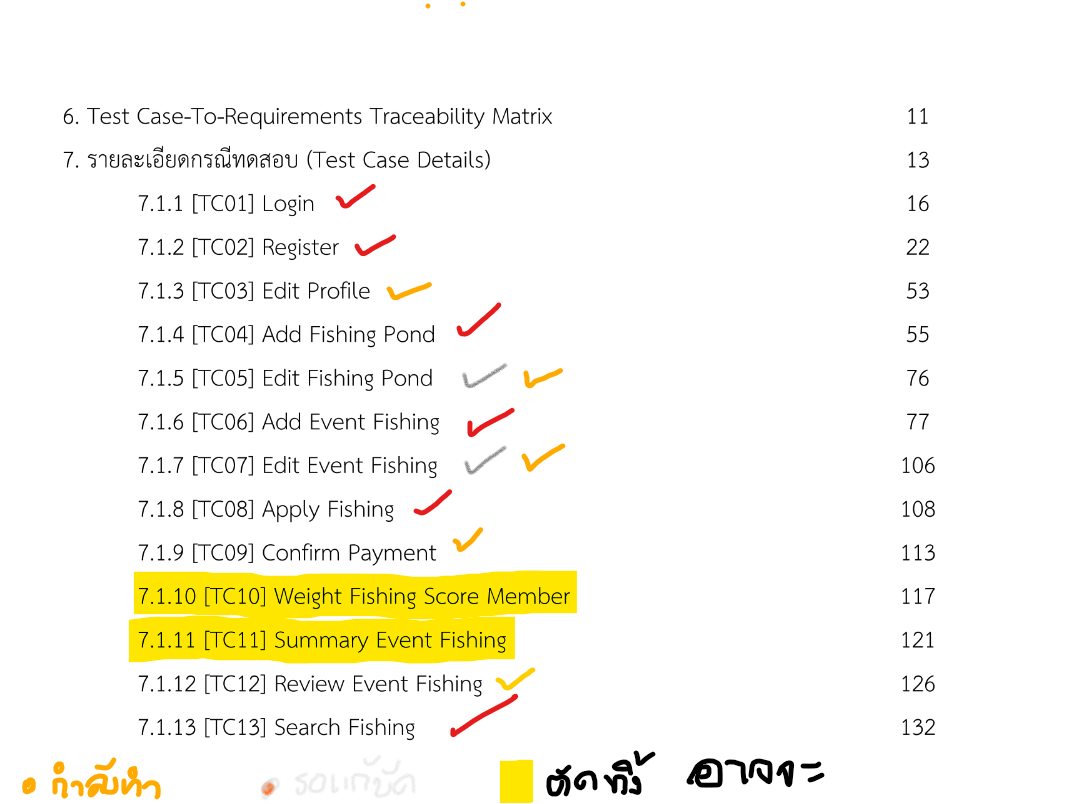 6. Test Case-To-Requirements Traceability Matrix 11
7. รายละเอียดกรณีทดสอบ (Test Case Details) 13
7.1.1 [TC01] Login 16
7.1.2 [TC02] Register 22
7.1.3 [TC03] Edit Profile 53
7.1.4 [TC04] Add Fishing Pond 55
7.1.5 [TC05] Edit Fishing Pond 76
7.1.6 [TC06] Add Event Fishing 77
7.1.7 [TC07] Edit Event Fishing 106
7.1.8 [TC08] Apply Fishing 108
7.1.9 [TC09] Confirm Payment 113
7.1.10 [TC10] Weight Fishing Score Member 117
7.1.11 [TC11] Summary Event Fishing 121
7.1.12 [TC12] Review Event Fishing 126
7.1.13 [TC13] Search Fishing 132
กำลังทำ รอแก้บัค ตัดทิ้ง อาจจะ